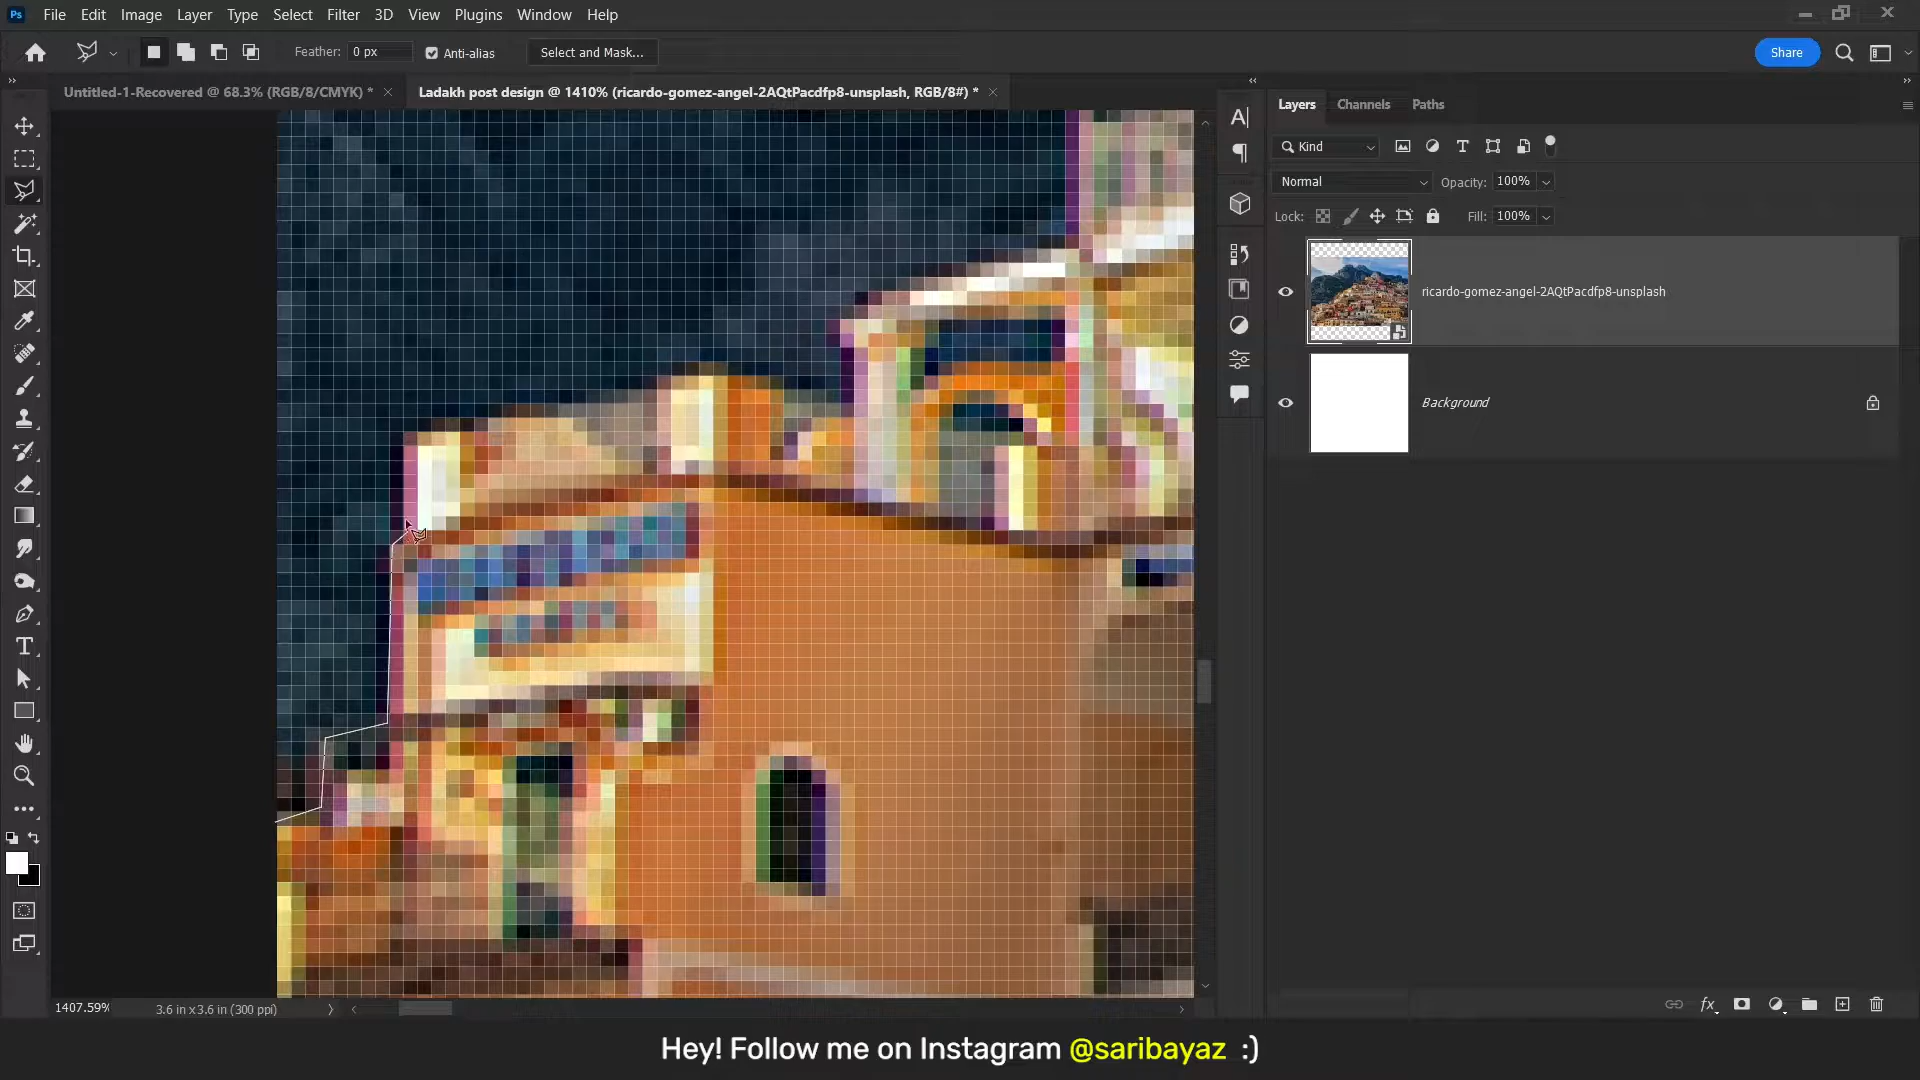 Ps File Edit Image Layer Type Select Filter 3D View Plugins Window Help
Feather: 0 px Anti-alias Select and Mask... Share
Untitled-1-Recovered @ 68.3% (RGB/8/CMYK) * Ladakh post design @ 1410% (ricardo-gomez-angel-2AQtPacdfp8-unsplash, RGB/8#) *
Layers Channels Paths
Kind
Normal Opacity: 100%
Lock: Fill: 100%
ricardo-gomez-angel-2AQtPacdfp8-unsplash
Background
1407.59% 3.6 in x 3.6 in (300 ppi)
Hey! Follow me on Instagram @saribayaz :)